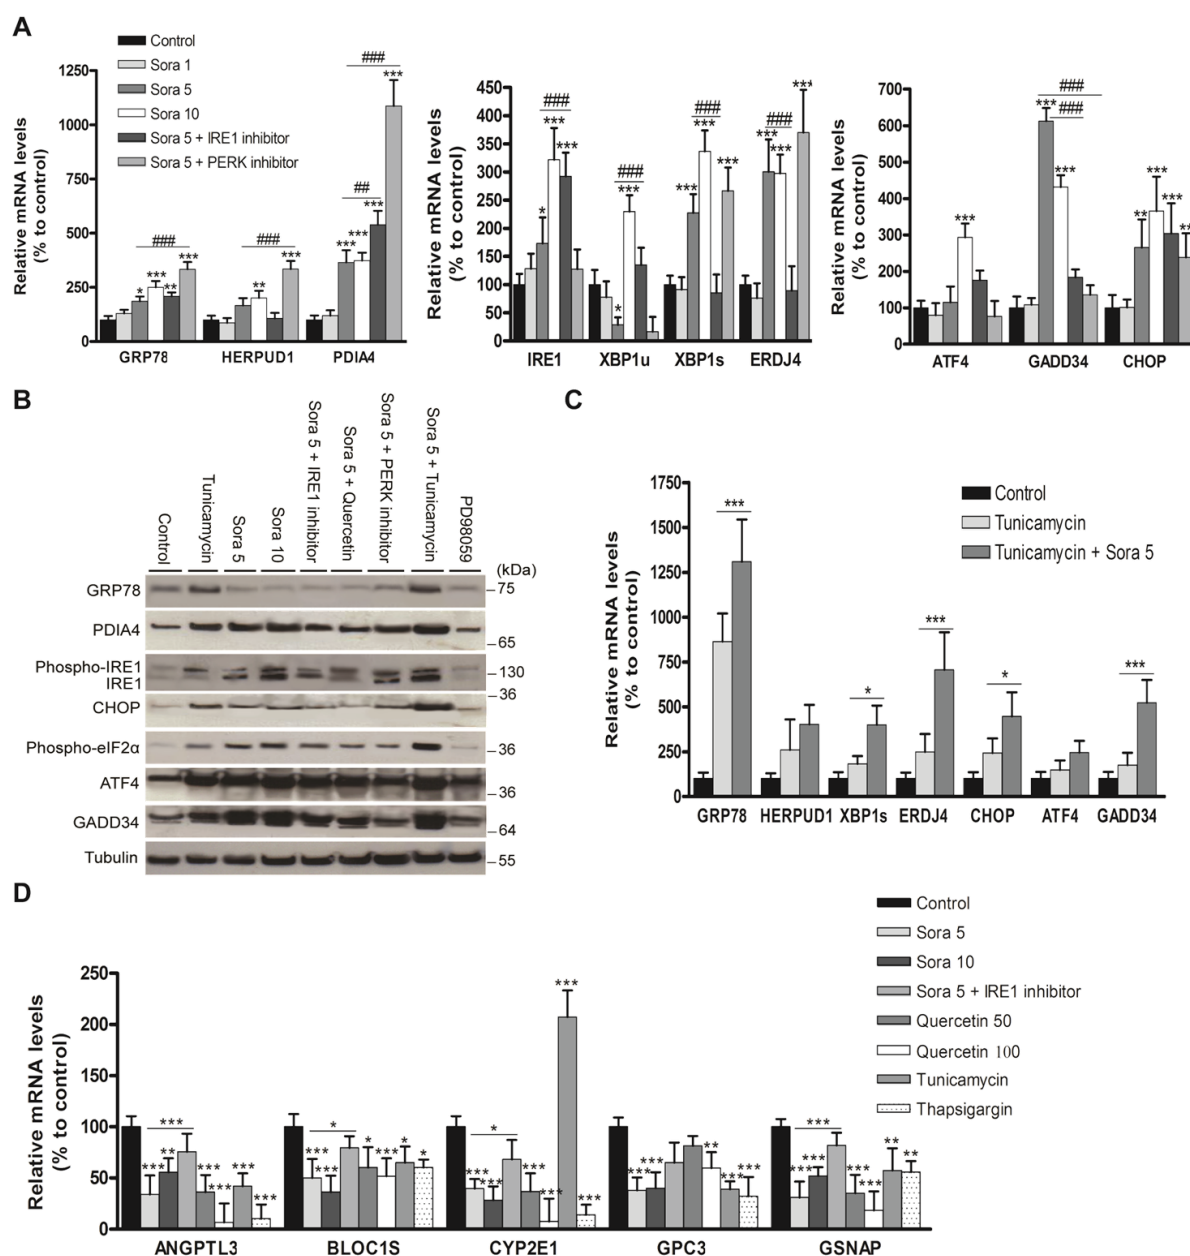 A
Control
Sora 1
Sora 5
Sora 10
Sora 5 + IRE1 inhibitor
Sora 5 + PERK inhibitor
Relative mRNA levels
(% to control)
1250
1000
750
500
250
0
###
***
##
***
***
***
###
***
***
**
*
###
***
**
GRP78 HERPUD1 PDIA4
Relative mRNA levels
(% to control)
450
400
350
300
250
200
150
100
50
0
###
***
***
*
###
***
*
###
***
***
***
***
###
***
***
IRE1 XBP1u XBP1s ERDJ4
Relative mRNA levels
(% to control)
700
600
500
400
300
200
100
0
***
###
***
###
***
**
***
***
**
ATF4 GADD34 CHOP
B
Control
Tunicamycin
Sora 5
Sora 10
Sora 5 + IRE1 inhibitor
Sora 5 + Quercetin
Sora 5 + PERK inhibitor
Sora 5 + Tunicamycin
PD98059
(kDa)
GRP78 75
PDIA4 65
Phospho-IRE1 130
IRE1
36
CHOP
Phospho-eIF2α 36
ATF4 36
GADD34 64
Tubulin 55
C
Control
Tunicamycin
Tunicamycin + Sora 5
Relative mRNA levels
(% to control)
1750
1500
1250
1000
750
500
250
0
***
*
***
*
***
GRP78 HERPUD1 XBP1s ERDJ4 CHOP ATF4 GADD34
D
Control
Sora 5
Sora 10
Sora 5 + IRE1 inhibitor
Quercetin 50
Quercetin 100
Tunicamycin
Thapsigargin
Relative mRNA levels
(% to control)
250
200
150
100
50
0
***
*** ** *** *** *** ***
*
*** *** * *** * *
*
*** *** *** *** *** ***
*** *** ** *** ***
***
*** *** *** *** ** **
ANGPTL3 BLOC1S CYP2E1 GPC3 GSNAP